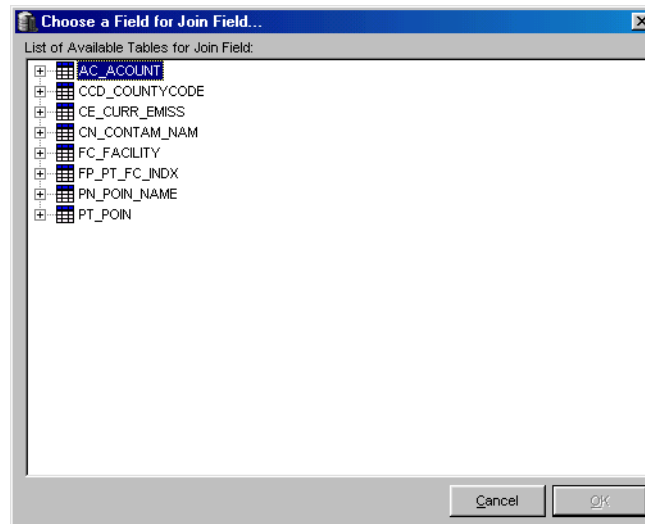 Choose a Field for Join Field...
List of Available Tables for Join Field:
AC_ACOUNT
CCD_COUNTYCODE
CE_CURR_EMISS
CN_CONTAM_NAM
FC_FACILITY
FP_PT_FC_INDX
PN_POIN_NAME
PT_POIN
Cancel OK